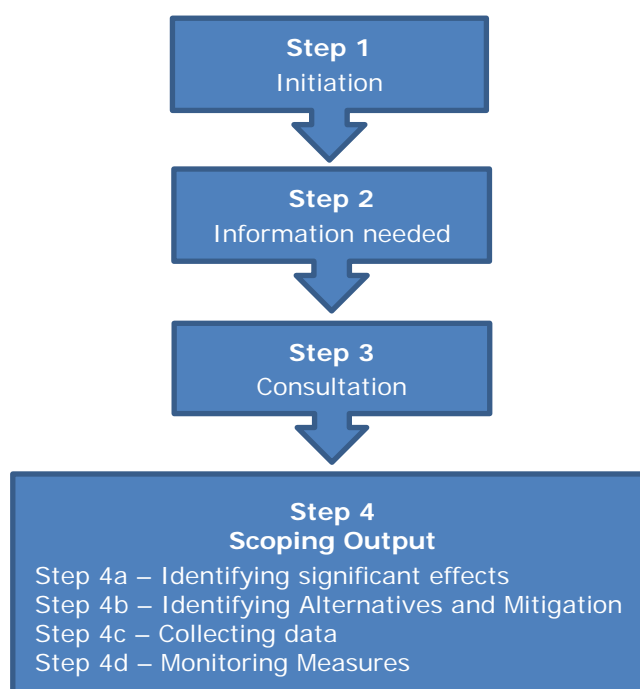 Step 1
Initiation
Step 2
Information needed
Step 3
Consultation
Step 4
Scoping Output
Step 4a – Identifying significant effects
Step 4b – Identifying Alternatives and Mitigation
Step 4c – Collecting data
Step 4d – Monitoring Measures